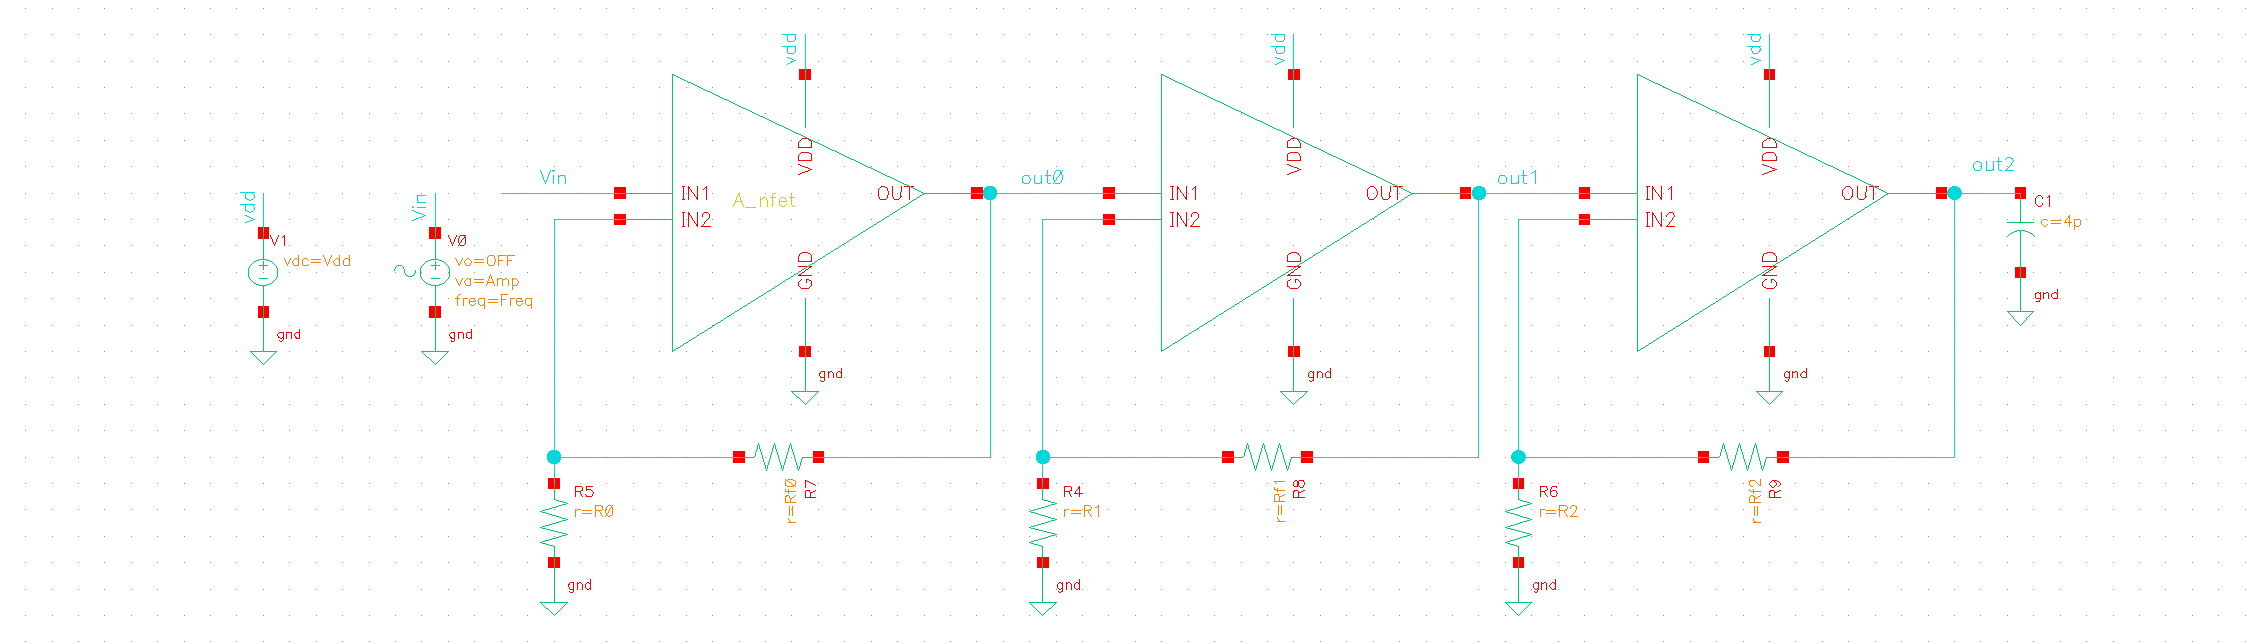 vdd
V1
vdc=Vdd
gnd
Vin
V0
vo=OFF
va=Amp
freq=Freq
gnd
Vin
vdd
VDD
IN1
IN2
A_nfet
OUT
GND
gnd
R5
r=R0
gnd
r=Rf0
R7
out0
vdd
VDD
IN1
IN2
OUT
GND
gnd
R4
r=R1
gnd
r=Rf1
R8
out1
vdd
VDD
IN1
IN2
OUT
GND
gnd
R6
r=R2
gnd
r=Rf2
R9
out2
C1
c=4p
gnd